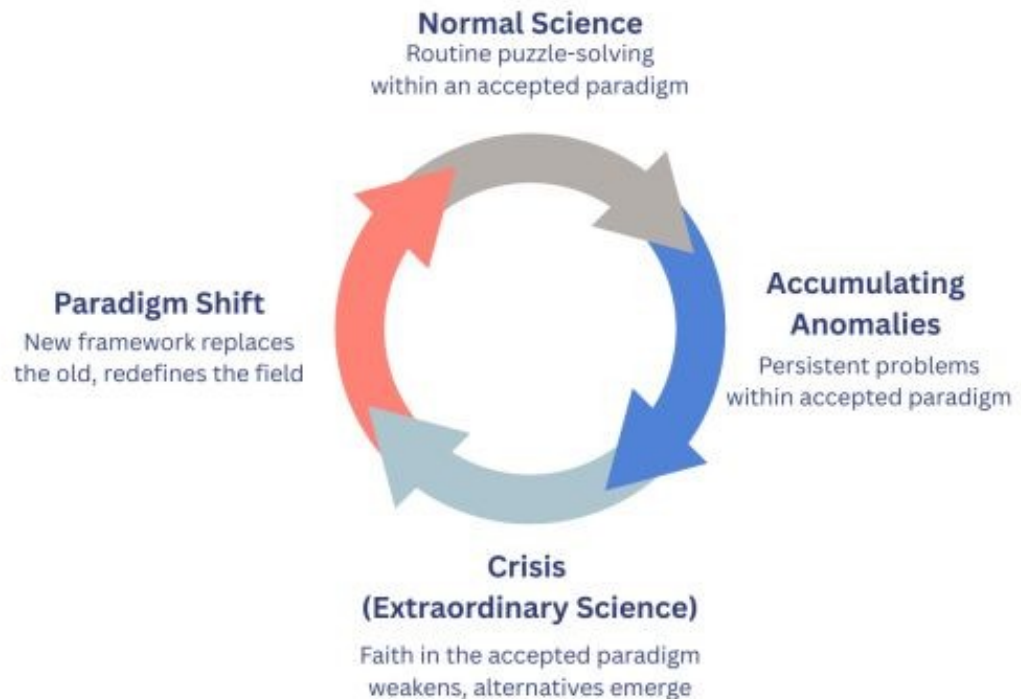 Normal Science
Routine puzzle-solving
within an accepted paradigm
Accumulating
Anomalies
Persistent problems
within accepted paradigm
Crisis
(Extraordinary Science)
Faith in the accepted paradigm
weakens, alternatives emerge
Paradigm Shift
New framework replaces
the old, redefines the field